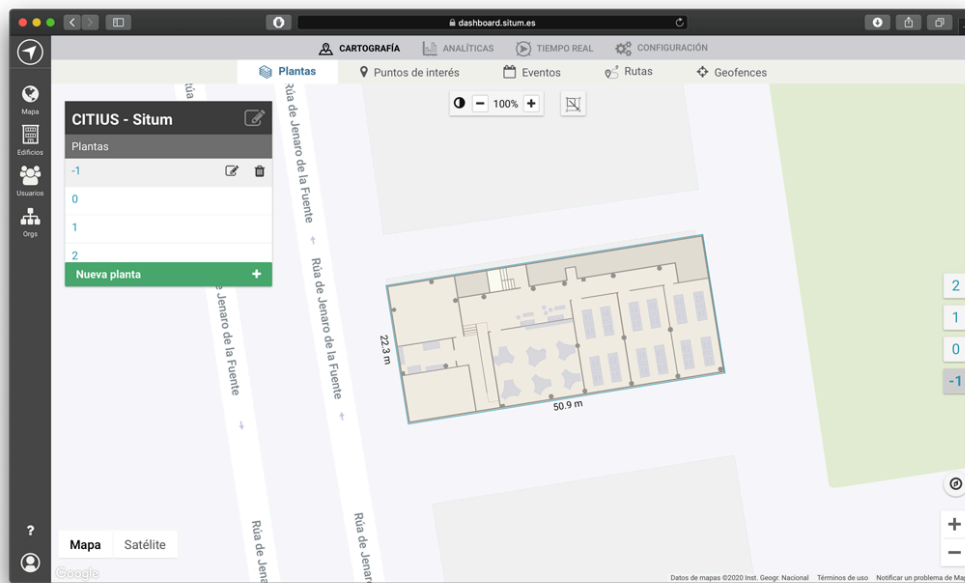 dashboard.situm.es
CARTOGRAFÍA
ANALÍTICAS
TIEMPO REAL
CONFIGURACIÓN
Plantas
Puntos de interés
Eventos
Rutas
Geofences
Mapa
Edificios
Usuarios
Orgs
?
CITIUS - Situm
Plantas
-1
0
1
2
Nueva planta +
100%
Rúa de Jenaro de la Fuente
Rúa de Jenaro de la Fuente
de Jenaro de la Fuente
Rúa de Jena
Rúa de Jenaro
22.3 m
50.9 m
2
1
0
-1
+
−
Mapa
Satélite
Google
Datos de mapas ©2020 Inst. Geogr. Nacional
Términos de uso
Notificar un problema de Map